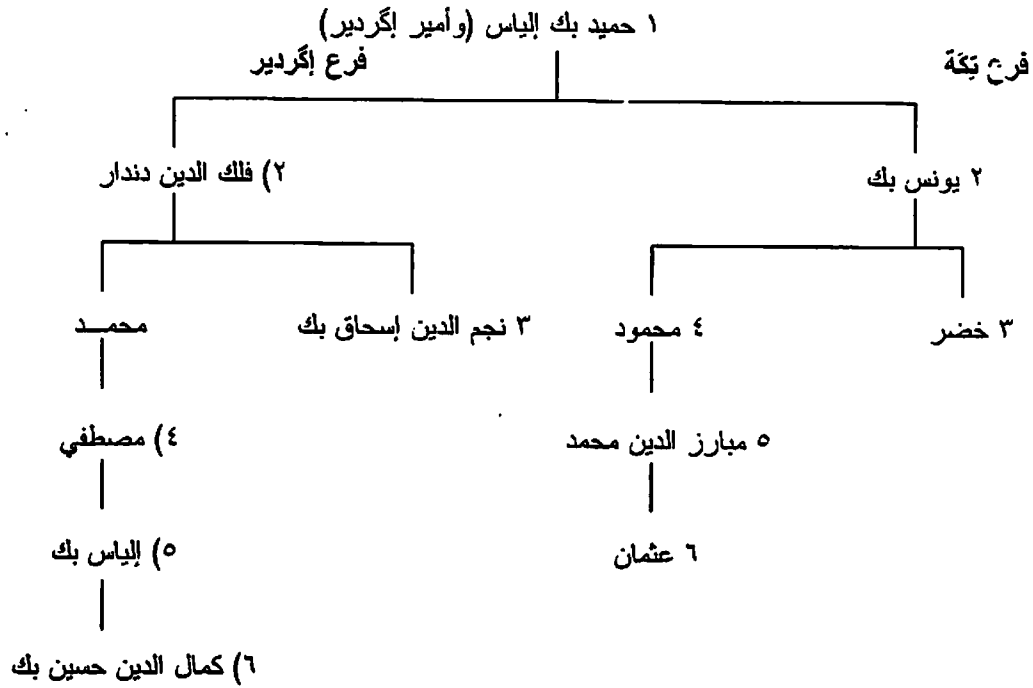 ١ حميد بك إلياس (وأمير إگردير)
فرع تِكَة
فرع إگردير
٢ يونس بك
٢) فلك الدين دندار
٣ خضر
٤ محمود
٣ نجم الدين إسحاق بك
محمــد
٥ مبارز الدين محمد
٤) مصطفي
٦ عثمان
٥) إلياس بك
٦) كمال الدين حسين بك